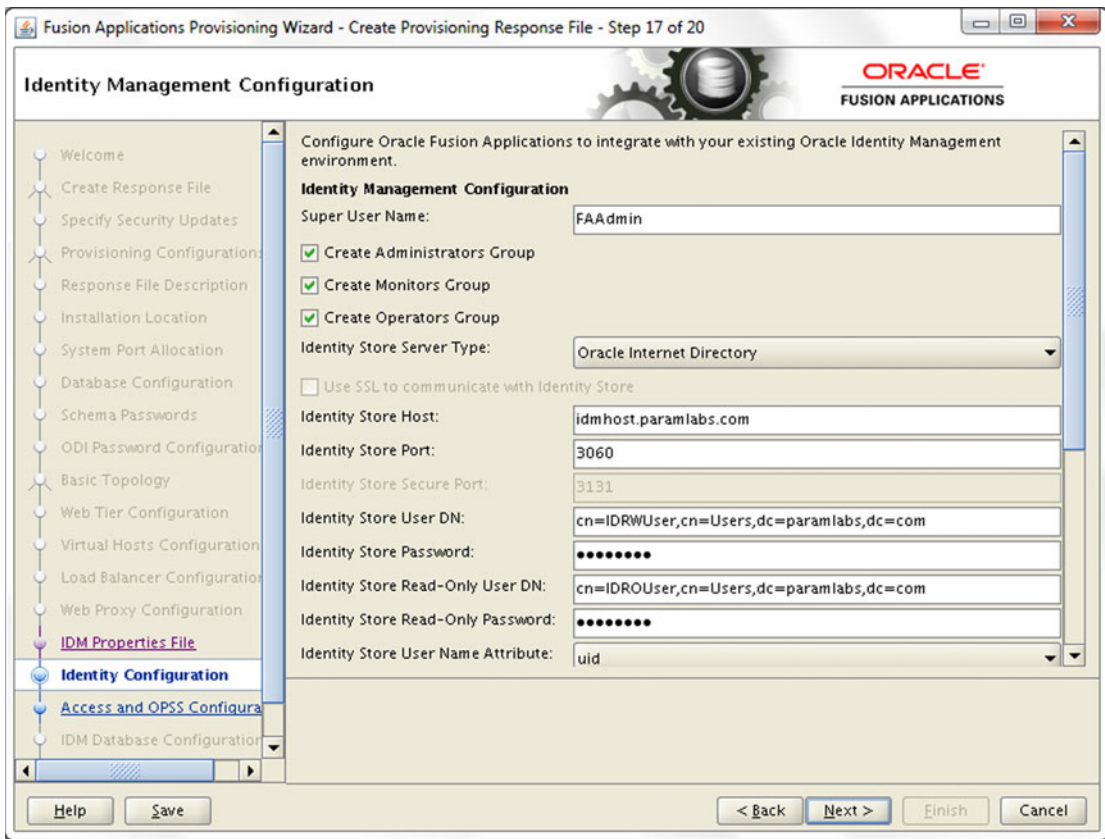 Fusion Applications Provisioning Wizard - Create Provisioning Response File - Step 17 of 20
Identity Management Configuration
ORACLE
FUSION APPLICATIONS
Welcome
Create Response File
Specify Security Updates
Provisioning Configurations
Response File Description
Installation Location
System Port Allocation
Database Configuration
Schema Passwords
ODI Password Configuration
Basic Topology
Web Tier Configuration
Virtual Hosts Configuration
Load Balancer Configuration
Web Proxy Configuration
IDM Properties File
Identity Configuration
Access and OPSS Configura
IDM Database Configuration
Configure Oracle Fusion Applications to integrate with your existing Oracle Identity Management
environment.
Identity Management Configuration
Super User Name: FAAdmin
Create Administrators Group
Create Monitors Group
Create Operators Group
Identity Store Server Type: Oracle Internet Directory
Use SSL to communicate with Identity Store
Identity Store Host: idmhost.paramlabs.com
Identity Store Port: 3060
Identity Store Secure Port: 3131
Identity Store User DN: cn=IDRWUser,cn=Users,dc=paramlabs,dc=com
Identity Store Password: ••••••••
Identity Store Read-Only User DN: cn=IDROUser,cn=Users,dc=paramlabs,dc=com
Identity Store Read-Only Password: ••••••••
Identity Store User Name Attribute: uid
Help
Save
< Back
Next >
Finish
Cancel